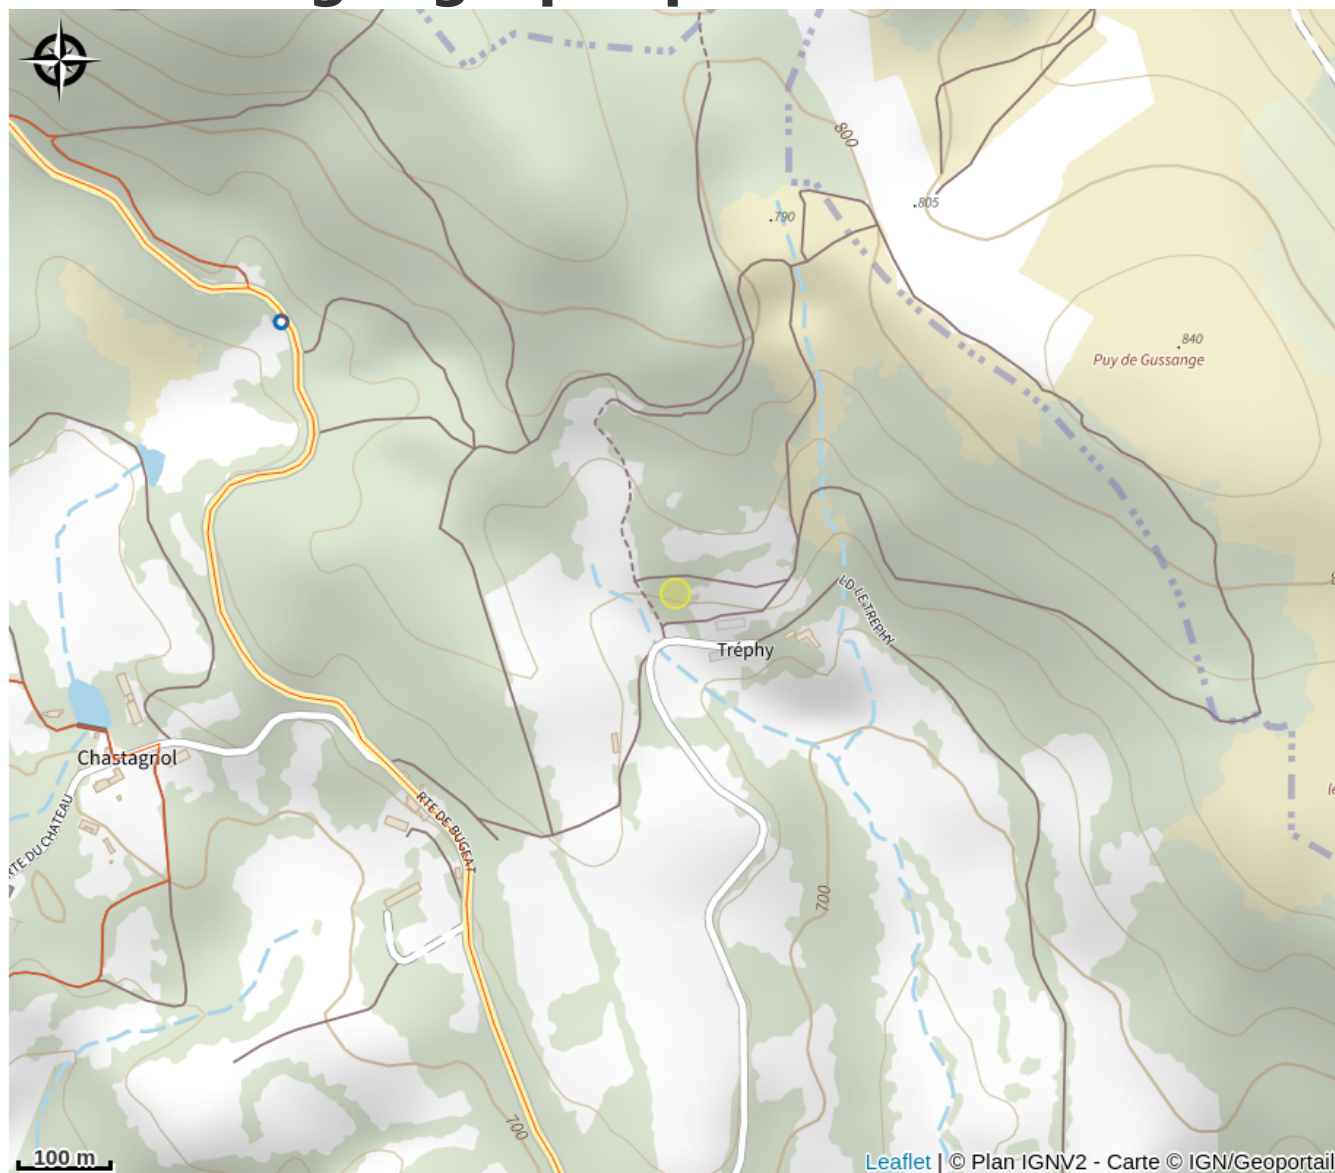 800
805
790
840
Puy de Gussange
LD LE TREPHY
Tréphy
Chastagnol
RTE DE BUGEAT
RTE DU CHATEAU
700
700
100 m
Leaflet | © Plan IGNV2 - Carte © IGN/Geoportail